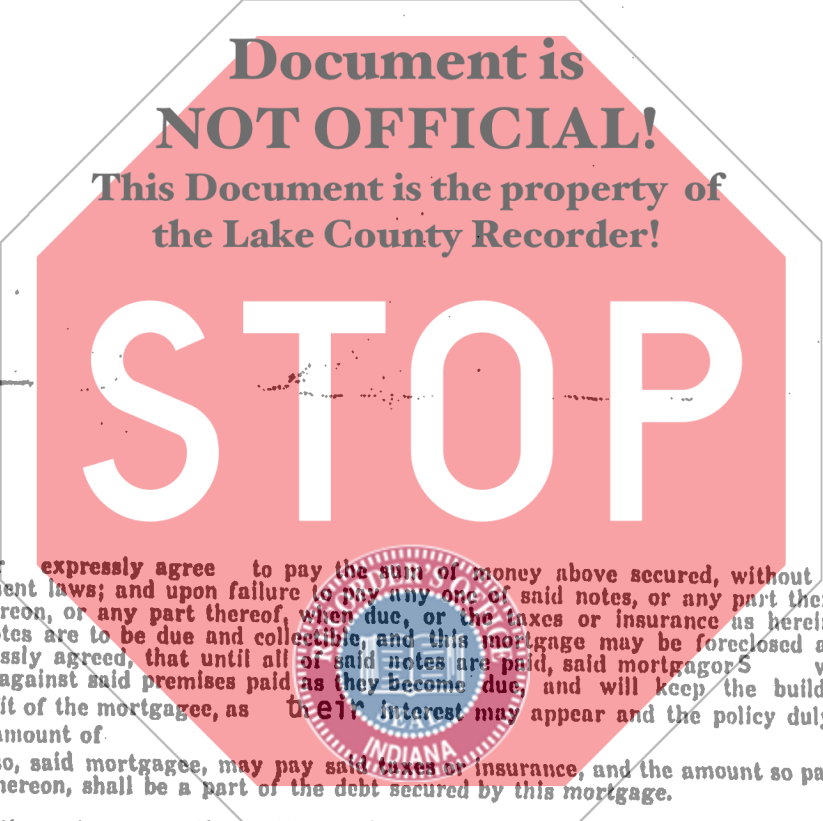 Document is
NOT OFFICIAL!
This Document is the property of
the Lake County Recorder!
STOP
expressly agree to pay the sum of money above secured, without
ent laws; and upon failure to pay any one of said notes, or any part the
reon, or any part thereof, when due, or the taxes or insurance as herei
tes are to be due and collectible, and this mortgage may be foreclosed a
ssly agreed, that until all of said notes are paid, said mortgagorS
against said premises paid as they become due, and will keep the build
it of the mortgagee, as their interest may appear and the policy duly
amount of
so, said mortgagee, may pay said taxes or insurance, and the amount so pa
hereon, shall be a part of the debt secured by this mortgage.
RECORDER'S OFFICE
SEAL
INDIANA